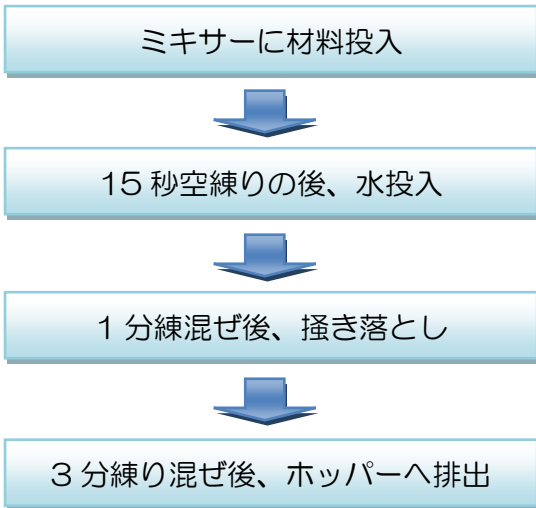 ミキサーに材料投入
15秒空練りの後、水投入
1分練混ぜ後、掻き落とし
3分練り混ぜ後、ホッパーへ排出